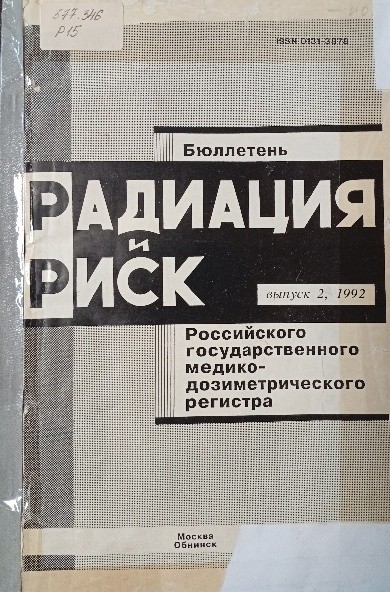 577.346
Р15
ISSN 0131-3878
Бюллетень
РАДИАЦИЯ
и
РИСК
выпуск 2, 1992
Российского
государственного
медико-
дозиметрического
регистра
Москва
Обнинск